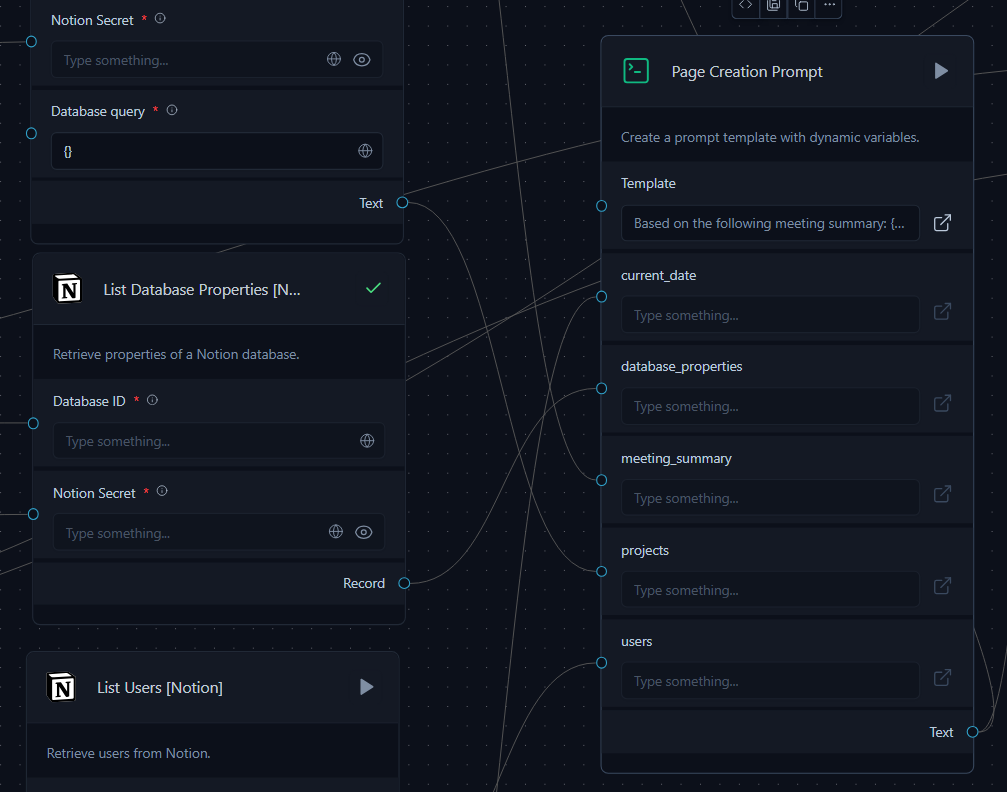 Notion Secret *
Type something...
Database query *
{}
Text
List Database Properties [N...
Retrieve properties of a Notion database.
Database ID *
Type something...
Notion Secret *
Type something...
Record
List Users [Notion]
Retrieve users from Notion.
Page Creation Prompt
Create a prompt template with dynamic variables.
Template
Based on the following meeting summary: {...
current_date
Type something...
database_properties
Type something...
meeting_summary
Type something...
projects
Type something...
users
Type something...
Text